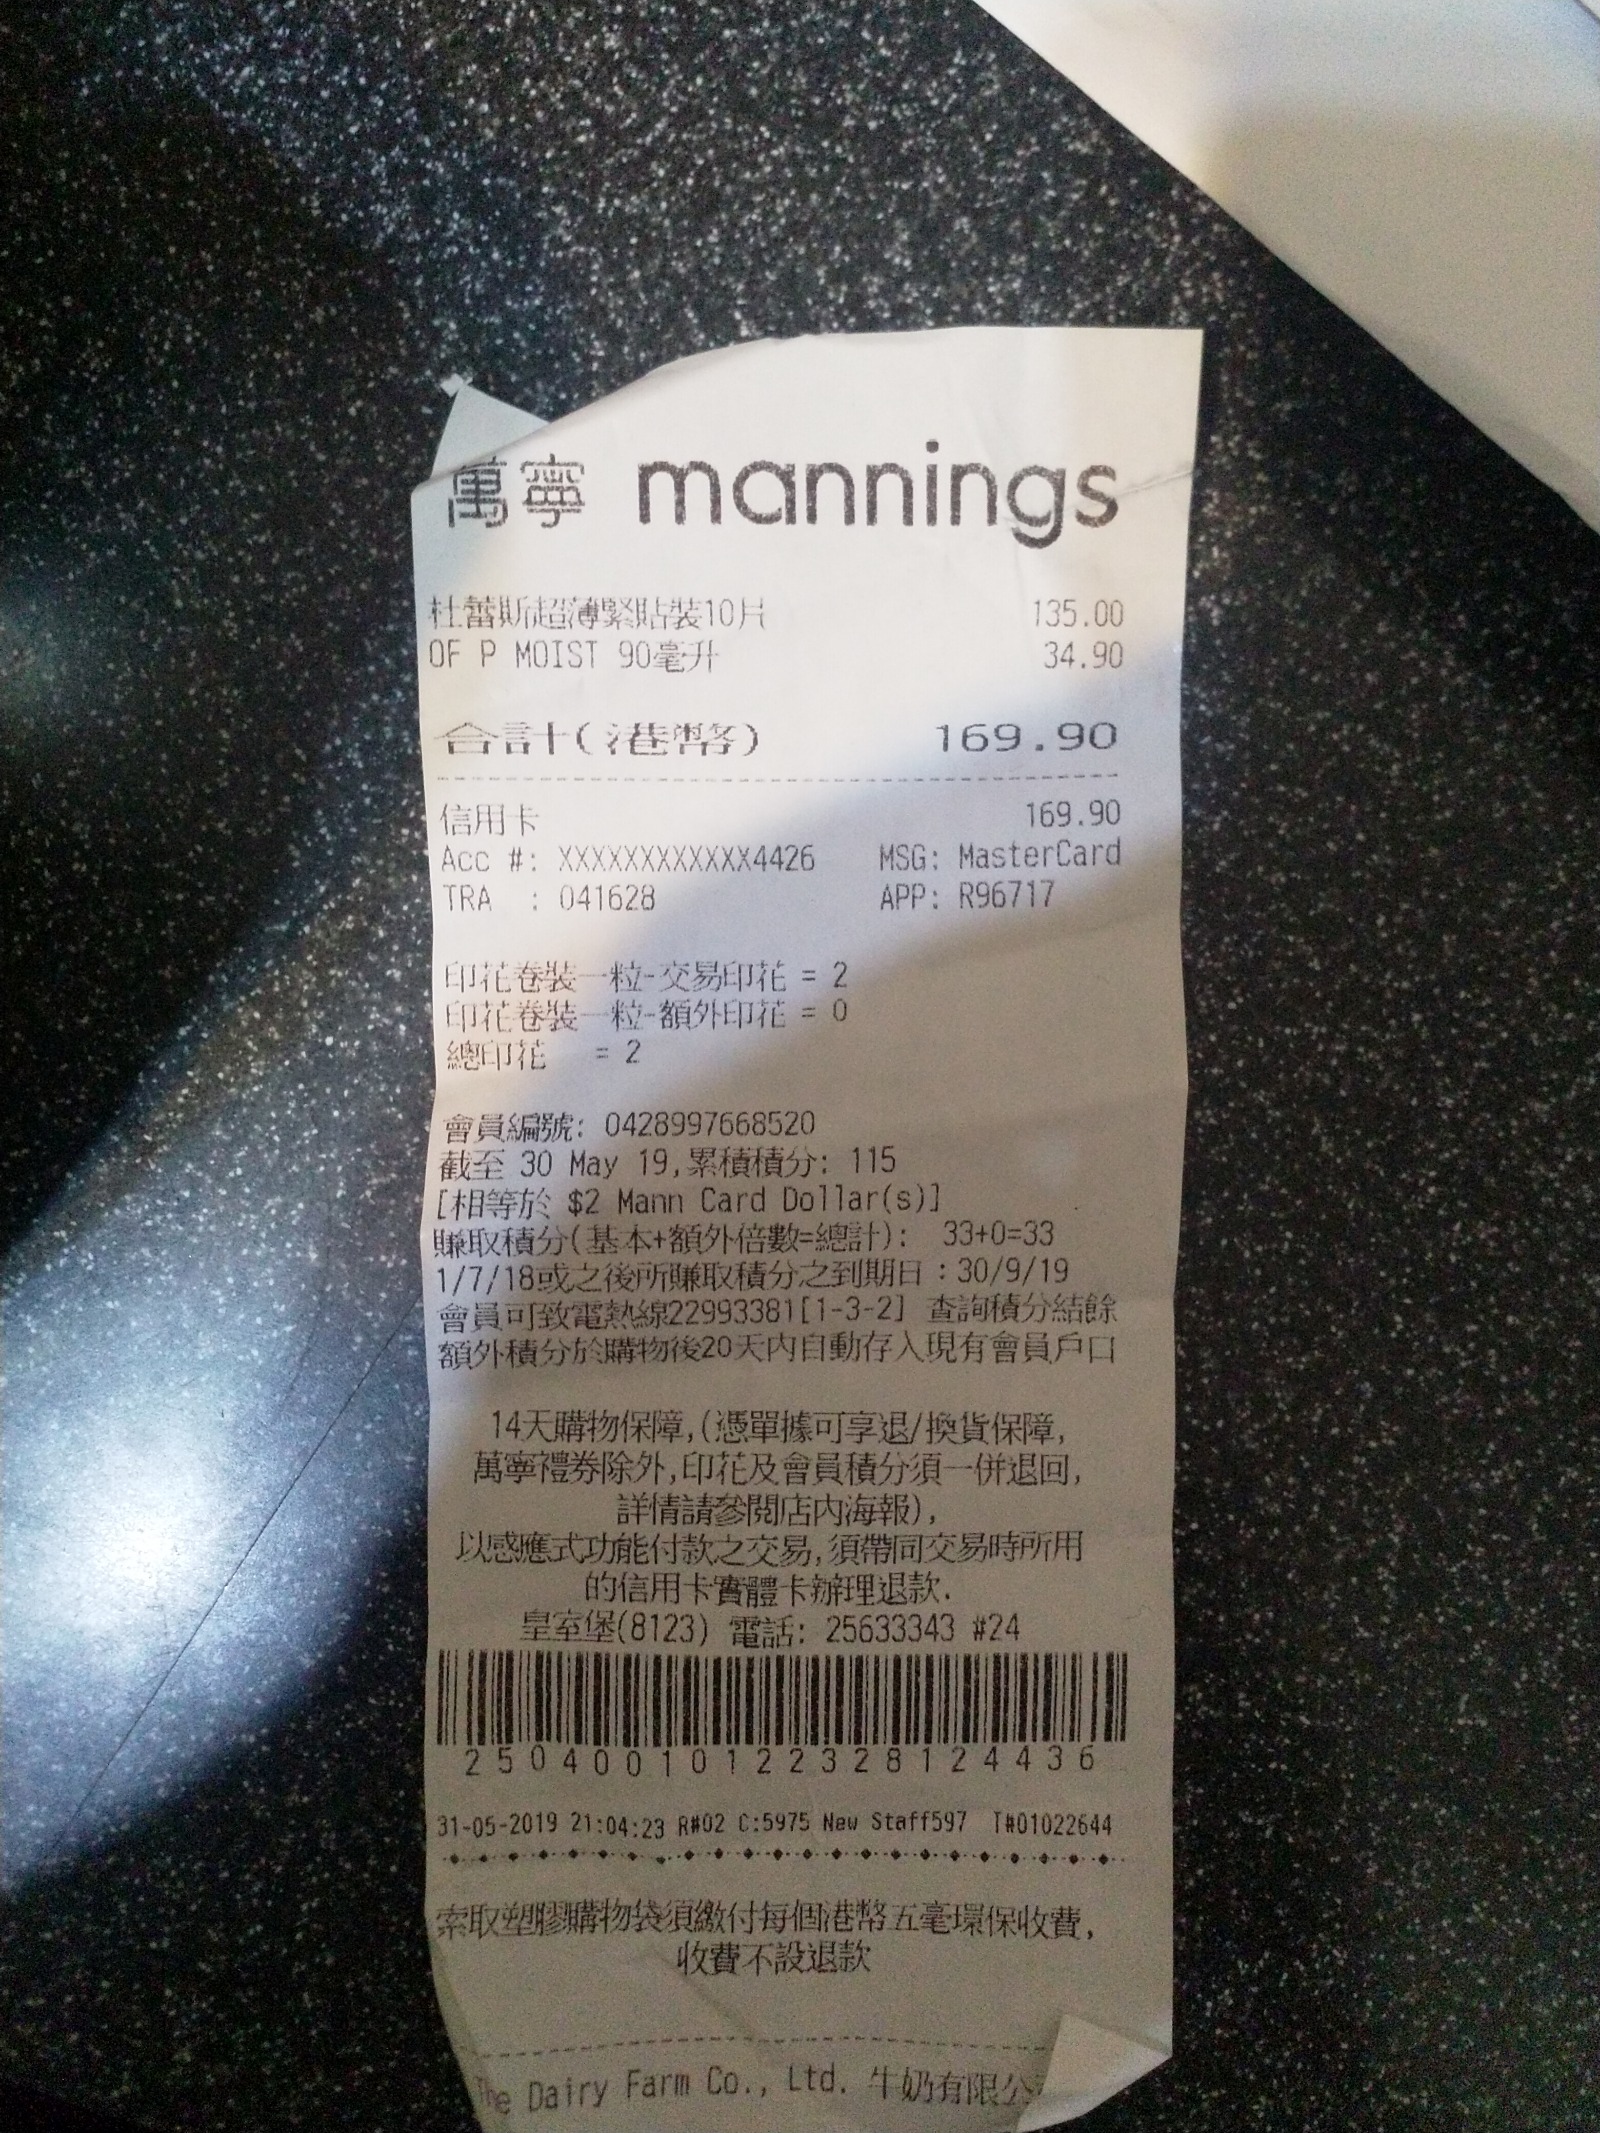 萬寧 mannings
杜蕾斯超薄緊貼裝10片 135.00
OF P MOIST 90毫升 34.90
合計(港幣) 169.90
信用卡 169.90
Acc #: XXXXXXXXXXXX4426 MSG: MasterCard
TRA : 041628 APP: R96717
印花卷裝一粒-交易印花 = 2
印花卷裝一粒-額外印花 = 0
總印花 = 2
會員編號: 0428997668520
截至 30 May 19,累積積分: 115
[相等於 $2 Mann Card Dollar(s)]
賺取積分(基本+額外倍數=總計): 33+0=33
1/7/18或之後所賺取積分之到期日：30/9/19
會員可致電熱線22993381[1-3-2] 查詢積分結餘
額外積分於購物後20天內自動存入現有會員戶口
14天購物保障,(憑單據可享退/換貨保障,
萬寧禮券除外,印花及會員積分須一併退回,
詳情請參閱店內海報),
以感應式功能付款之交易,須帶同交易時所用
的信用卡實體卡辦理退款.
皇室堡(8123) 電話: 25633343 #24
25040010122328124436
31-05-2019 21:04:23 R#02 C:5975 New Staff597 T#01022644
索取塑膠購物袋須繳付每個港幣五毫環保收費,
收費不設退款
The Dairy Farm Co., Ltd. 牛奶有限公